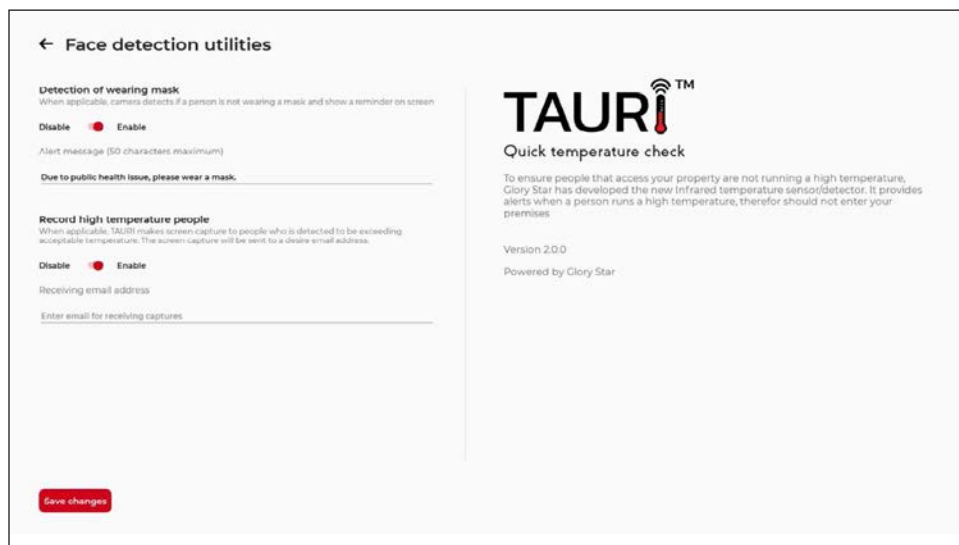 ← Face detection utilities
Detection of wearing mask
When applicable, camera detects if a person is not wearing a mask and show a reminder on screen
Disable Enable
Alert message (50 characters maximum)
Due to public health issue, please wear a mask.
Record high temperature people
When applicable, TAURI makes screen capture to people who is detected to be exceeding
acceptable temperature. The screen capture will be sent to a desire email address.
Disable Enable
Receiving email address
Enter email for receiving captures
Save changes
TAURI™
Quick temperature check
To ensure people that access your property are not running a high temperature,
Glory Star has developed the new Infrared temperature sensor/detector. It provides
alerts when a person runs a high temperature, therefor should not enter your
premises
Version 2.0.0
Powered by Glory Star